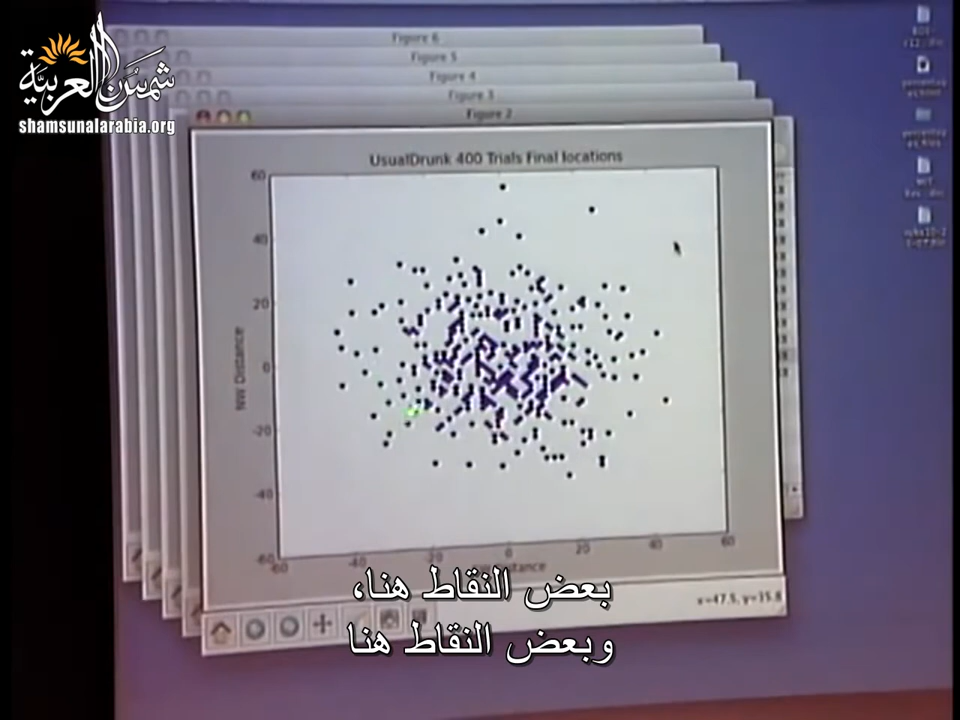 شمس العربية
shamsunalarabia.org
Figure 6
Figure 5
Figure 4
Figure 3
Figure 2
UsualDrunk 400 Trials Final locations
60
40
20
0
-20
-40
-60
NW Distance
-60
-40
-20
0
20
40
60
Distance
x=47.5, y=35.8
بعض النقاط هنا،
وبعض النقاط هنا